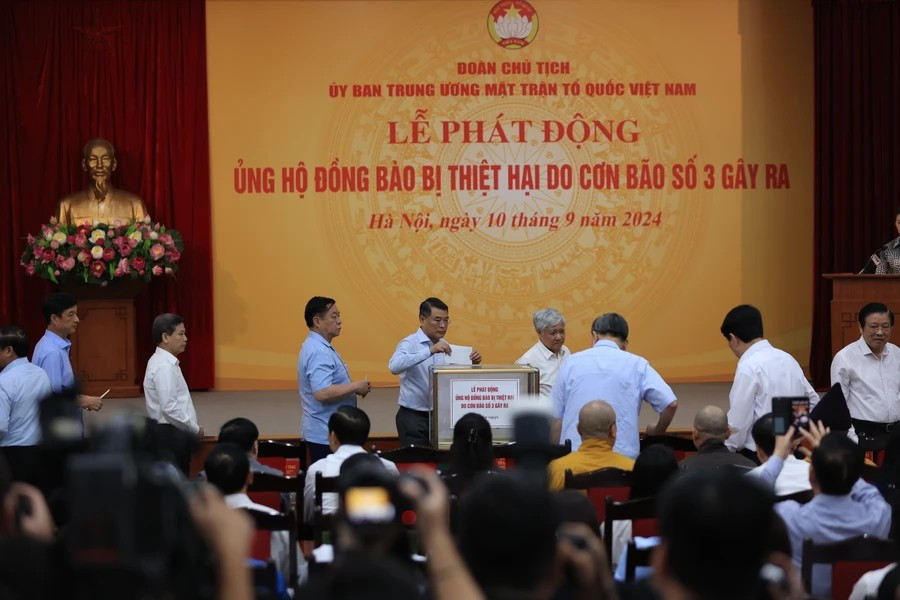 ĐOÀN CHỦ TỊCH
ỦY BAN TRUNG ƯƠNG MẶT TRẬN TỔ QUỐC VIỆT NAM
LỄ PHÁT ĐỘNG
ỦNG HỘ ĐỒNG BÀO BỊ THIỆT HẠI DO CƠN BÃO SỐ 3 GÂY RA
Hà Nội, ngày 10 tháng 9 năm 2024
LỄ PHÁT ĐỘNG
ỦNG HỘ ĐỒNG BÀO BỊ THIỆT HẠI
DO CƠN BÃO SỐ 3 GÂY RA